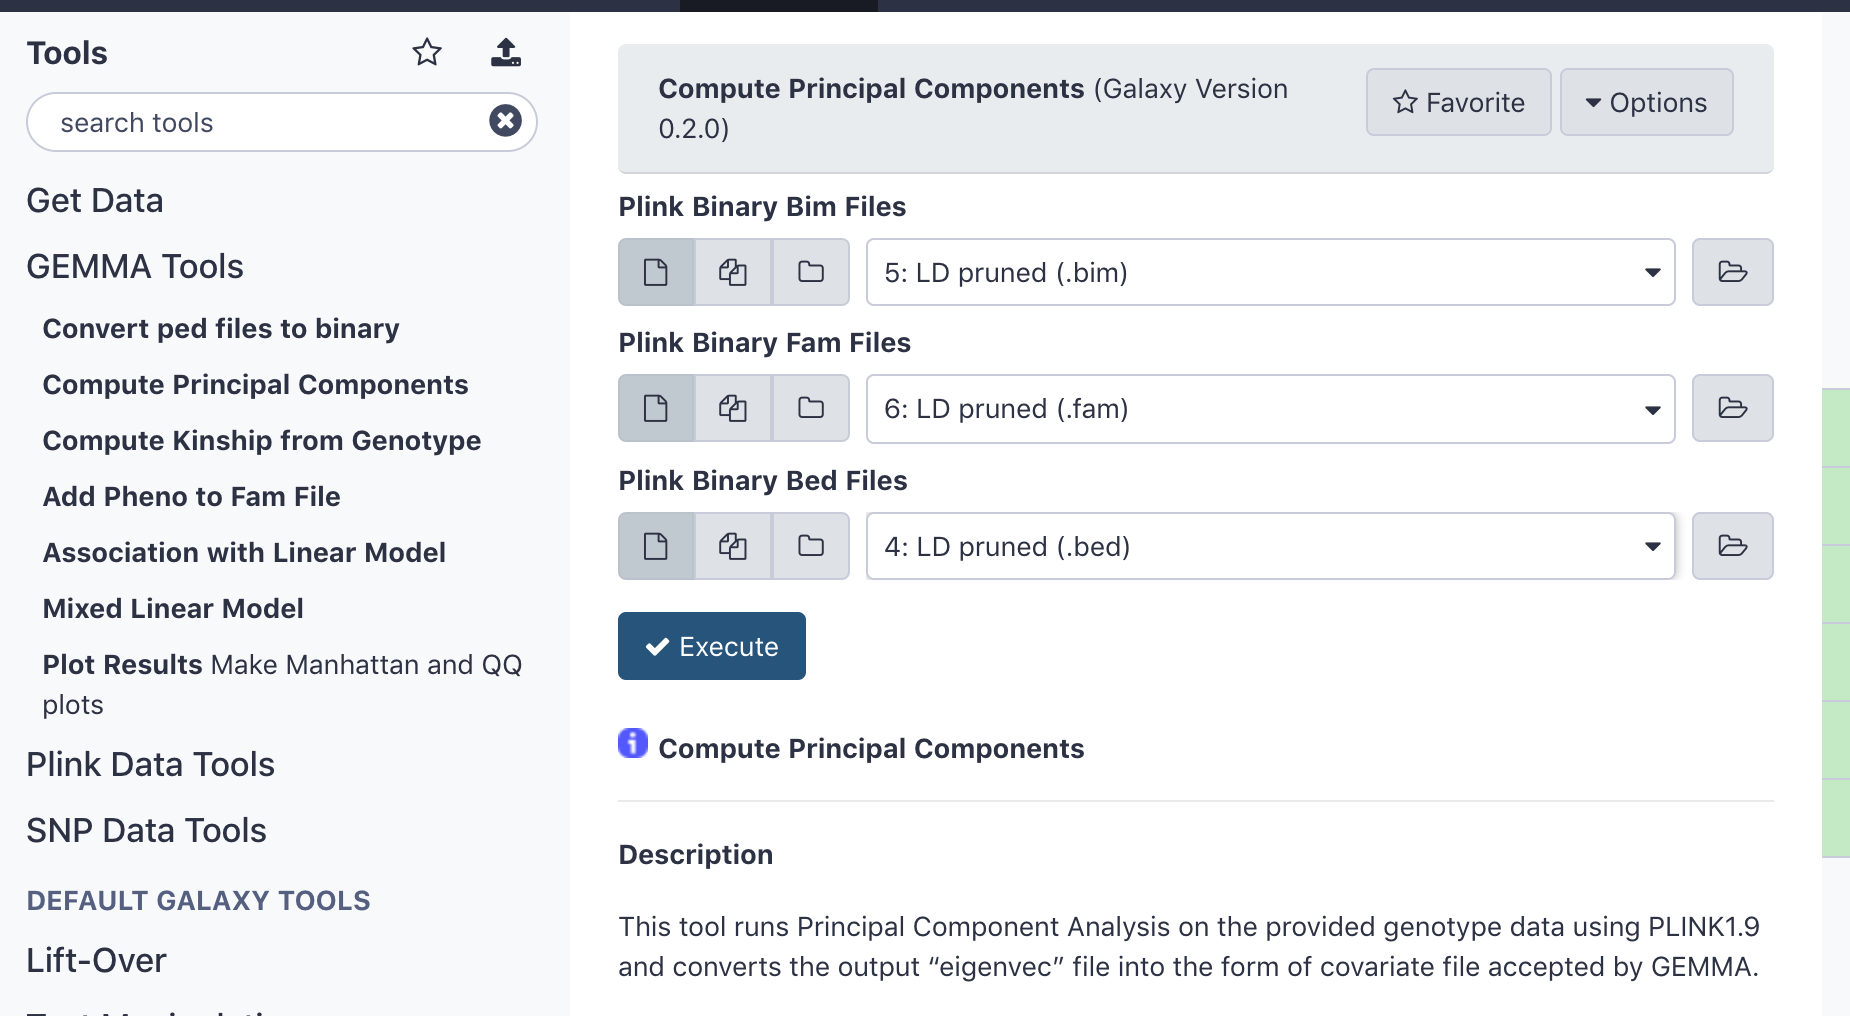 Tools
search tools
Get Data
GEMMA Tools
Convert ped files to binary
Compute Principal Components
Compute Kinship from Genotype
Add Pheno to Fam File
Association with Linear Model
Mixed Linear Model
Plot Results Make Manhattan and QQ
plots
Plink Data Tools
SNP Data Tools
DEFAULT GALAXY TOOLS
Lift-Over
Compute Principal Components (Galaxy Version
0.2.0)
Favorite
Options
Plink Binary Bim Files
5: LD pruned (.bim)
Plink Binary Fam Files
6: LD pruned (.fam)
Plink Binary Bed Files
4: LD pruned (.bed)
Execute
Compute Principal Components
Description
This tool runs Principal Component Analysis on the provided genotype data using PLINK1.9
and converts the output “eigenvec” file into the form of covariate file accepted by GEMMA.